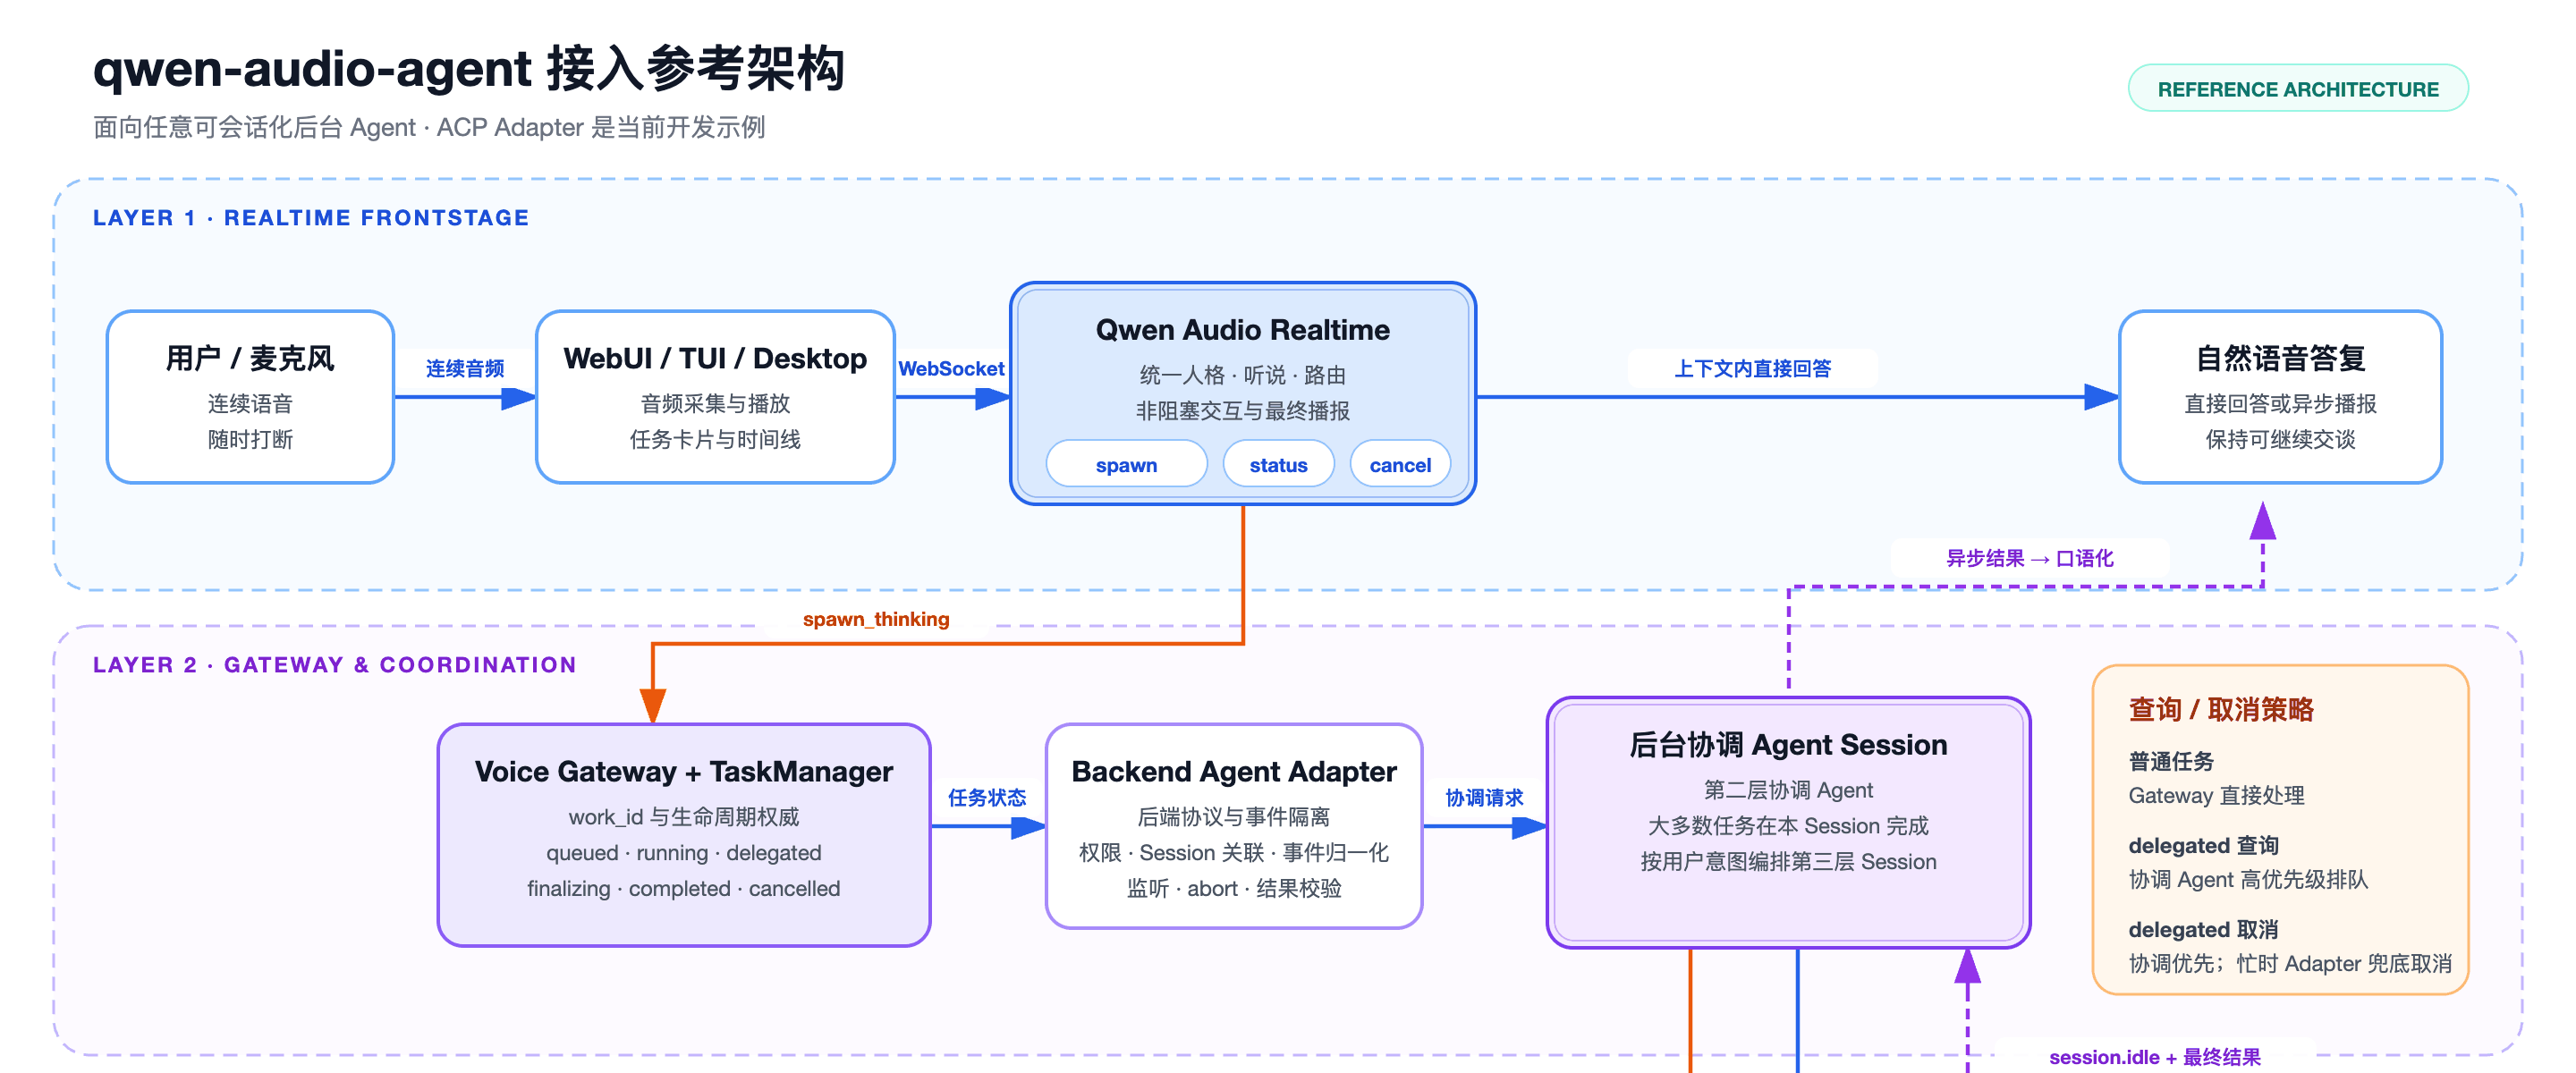 qwen-audio-agent 接入参考架构
面向任意可会话化后台 Agent · ACP Adapter 是当前开发示例
REFERENCE ARCHITECTURE
LAYER 1 · REALTIME FRONTSTAGE
用户 / 麦克风
连续语音
随时打断
连续音频
WebUI / TUI / Desktop
音频采集与播放
任务卡片与时间线
WebSocket
Qwen Audio Realtime
统一人格 · 听说 · 路由
非阻塞交互与最终播报
spawn
status
cancel
上下文内直接回答
自然语音答复
直接回答或异步播报
保持可继续交谈
异步结果 → 口语化
spawn_thinking
LAYER 2 · GATEWAY & COORDINATION
Voice Gateway + TaskManager
work_id 与生命周期权威
queued · running · delegated
finalizing · completed · cancelled
任务状态
Backend Agent Adapter
后端协议与事件隔离
权限 · Session 关联 · 事件归一化
监听 · abort · 结果校验
协调请求
后台协调 Agent Session
第二层协调 Agent
大多数任务在本 Session 完成
按用户意图编排第三层 Session
查询 / 取消策略
普通任务
Gateway 直接处理
delegated 查询
协调 Agent 高优先级排队
delegated 取消
协调优先；忙时 Adapter 兜底取消
session.idle + 最终结果